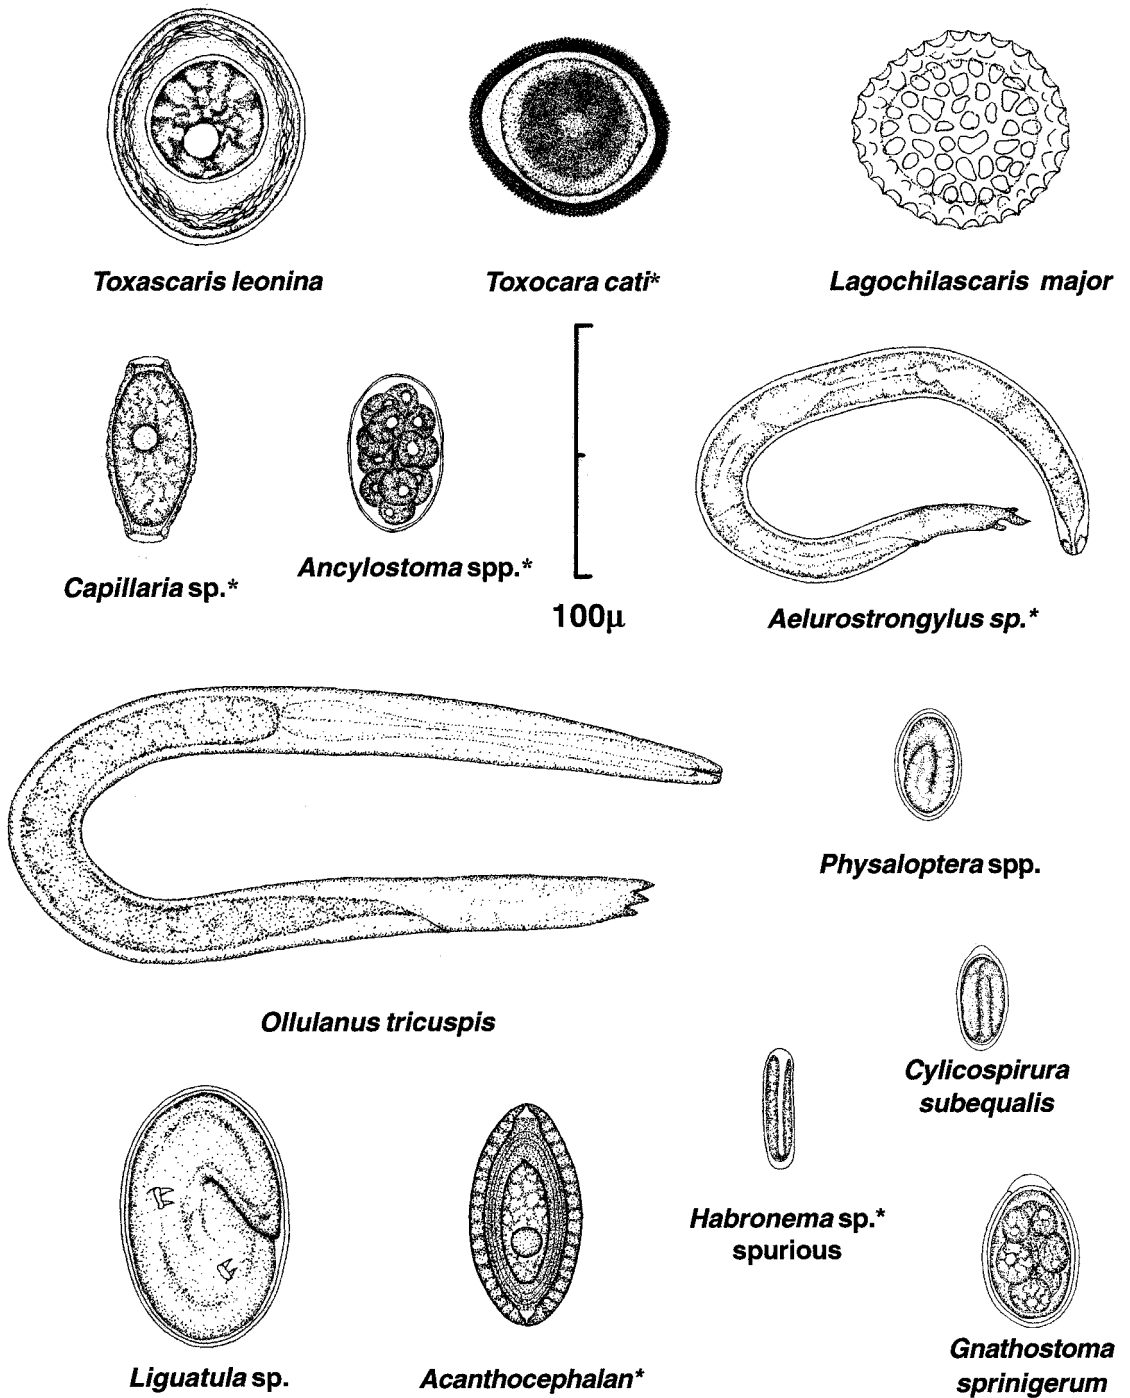 Toxascaris leonina
Toxocara cati*
Lagochilascaris major
Capillaria sp.*
Ancylostoma spp.*
100µ
Aelurostrongylus sp.*
Ollulanus tricuspis
Physaloptera spp.
Cylicospirura
subequalis
Habronema sp.*
spurious
Liguatula sp.
Acanthocephalan*
Gnathostoma
sprinigerum